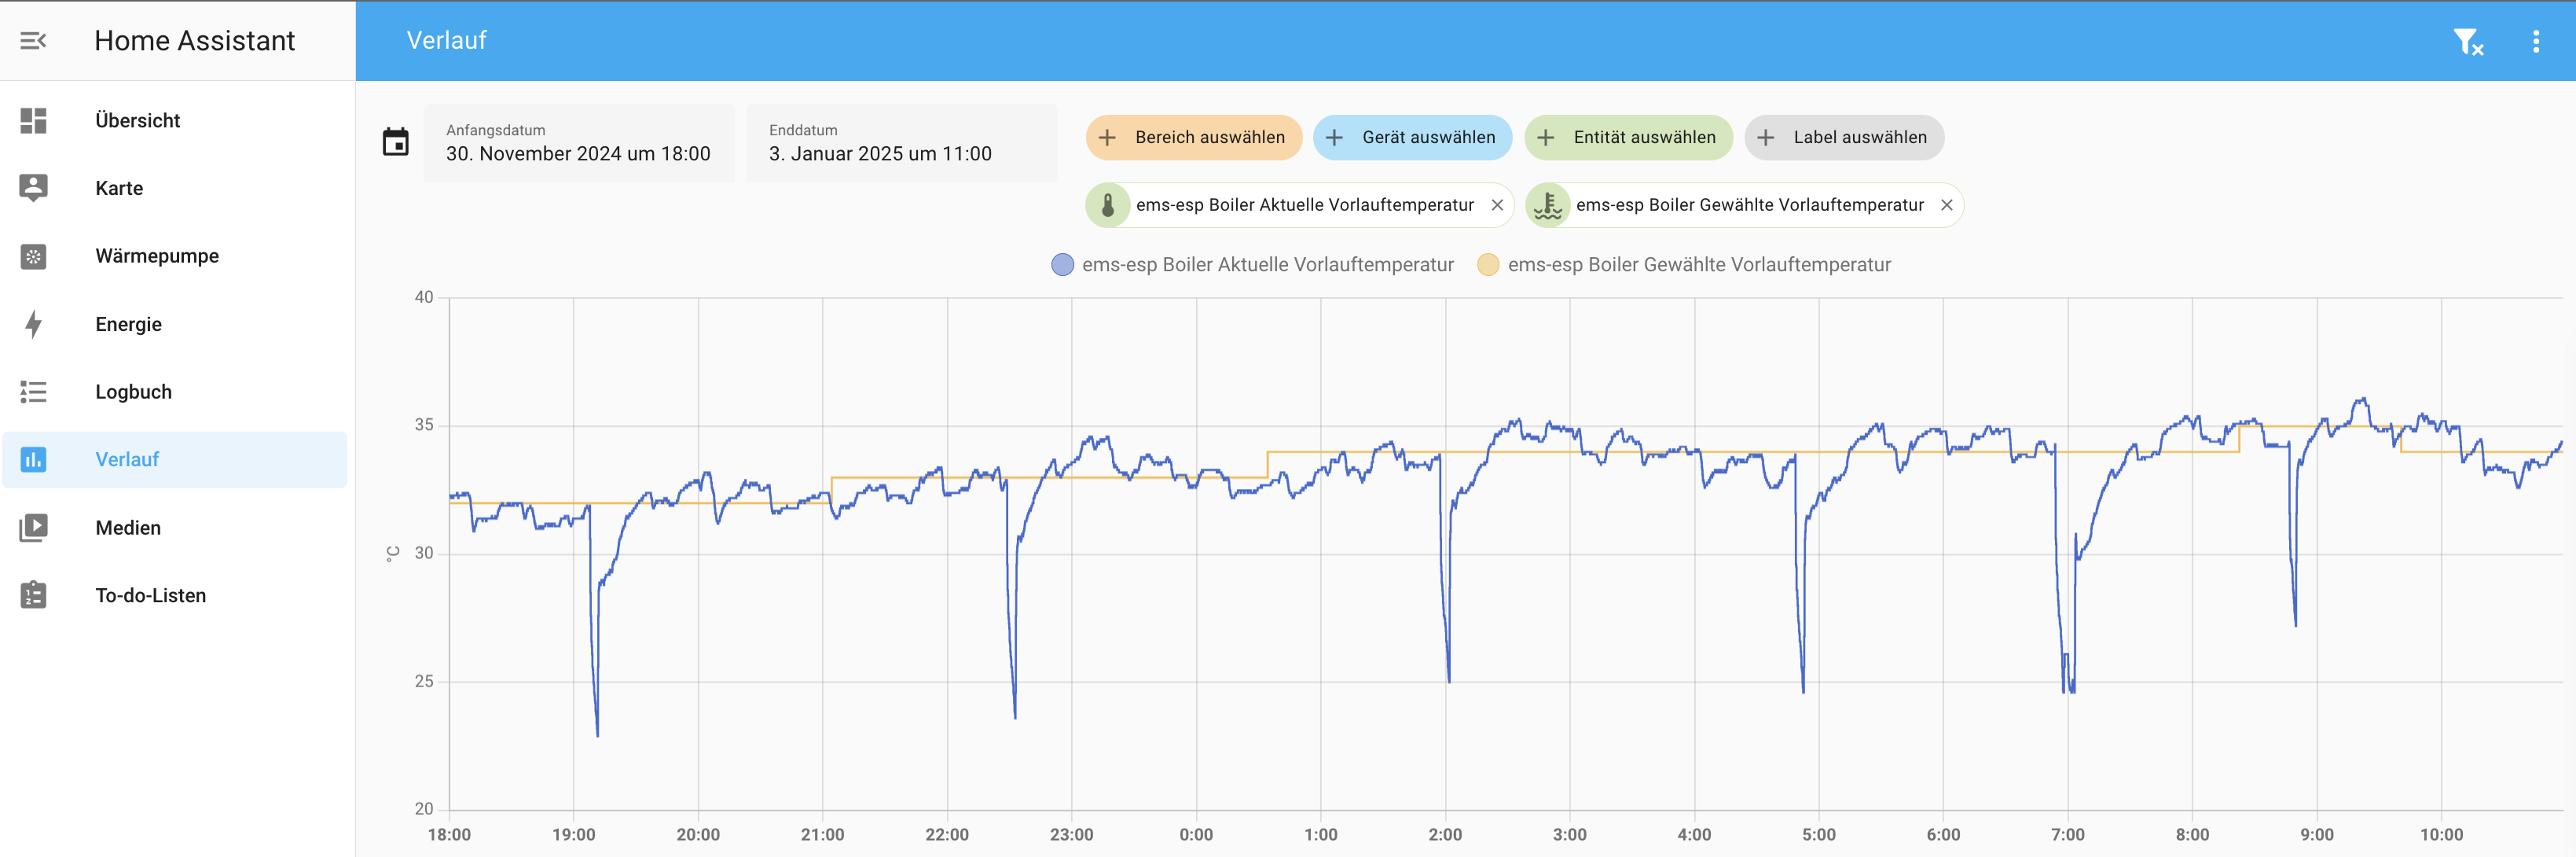 Home Assistant
Verlauf
Übersicht
Karte
Wärmepumpe
Energie
Logbuch
Verlauf
Medien
To-do-Listen
Anfangsdatum
30. November 2024 um 18:00
Enddatum
3. Januar 2025 um 11:00
Bereich auswählen
Gerät auswählen
Entität auswählen
Label auswählen
ems-esp Boiler Aktuelle Vorlauftemperatur
ems-esp Boiler Gewählte Vorlauftemperatur
ems-esp Boiler Aktuelle Vorlauftemperatur
ems-esp Boiler Gewählte Vorlauftemperatur
40
35
30
25
20
°C
18:00 19:00 20:00 21:00 22:00 23:00 0:00 1:00 2:00 3:00 4:00 5:00 6:00 7:00 8:00 9:00 10:00